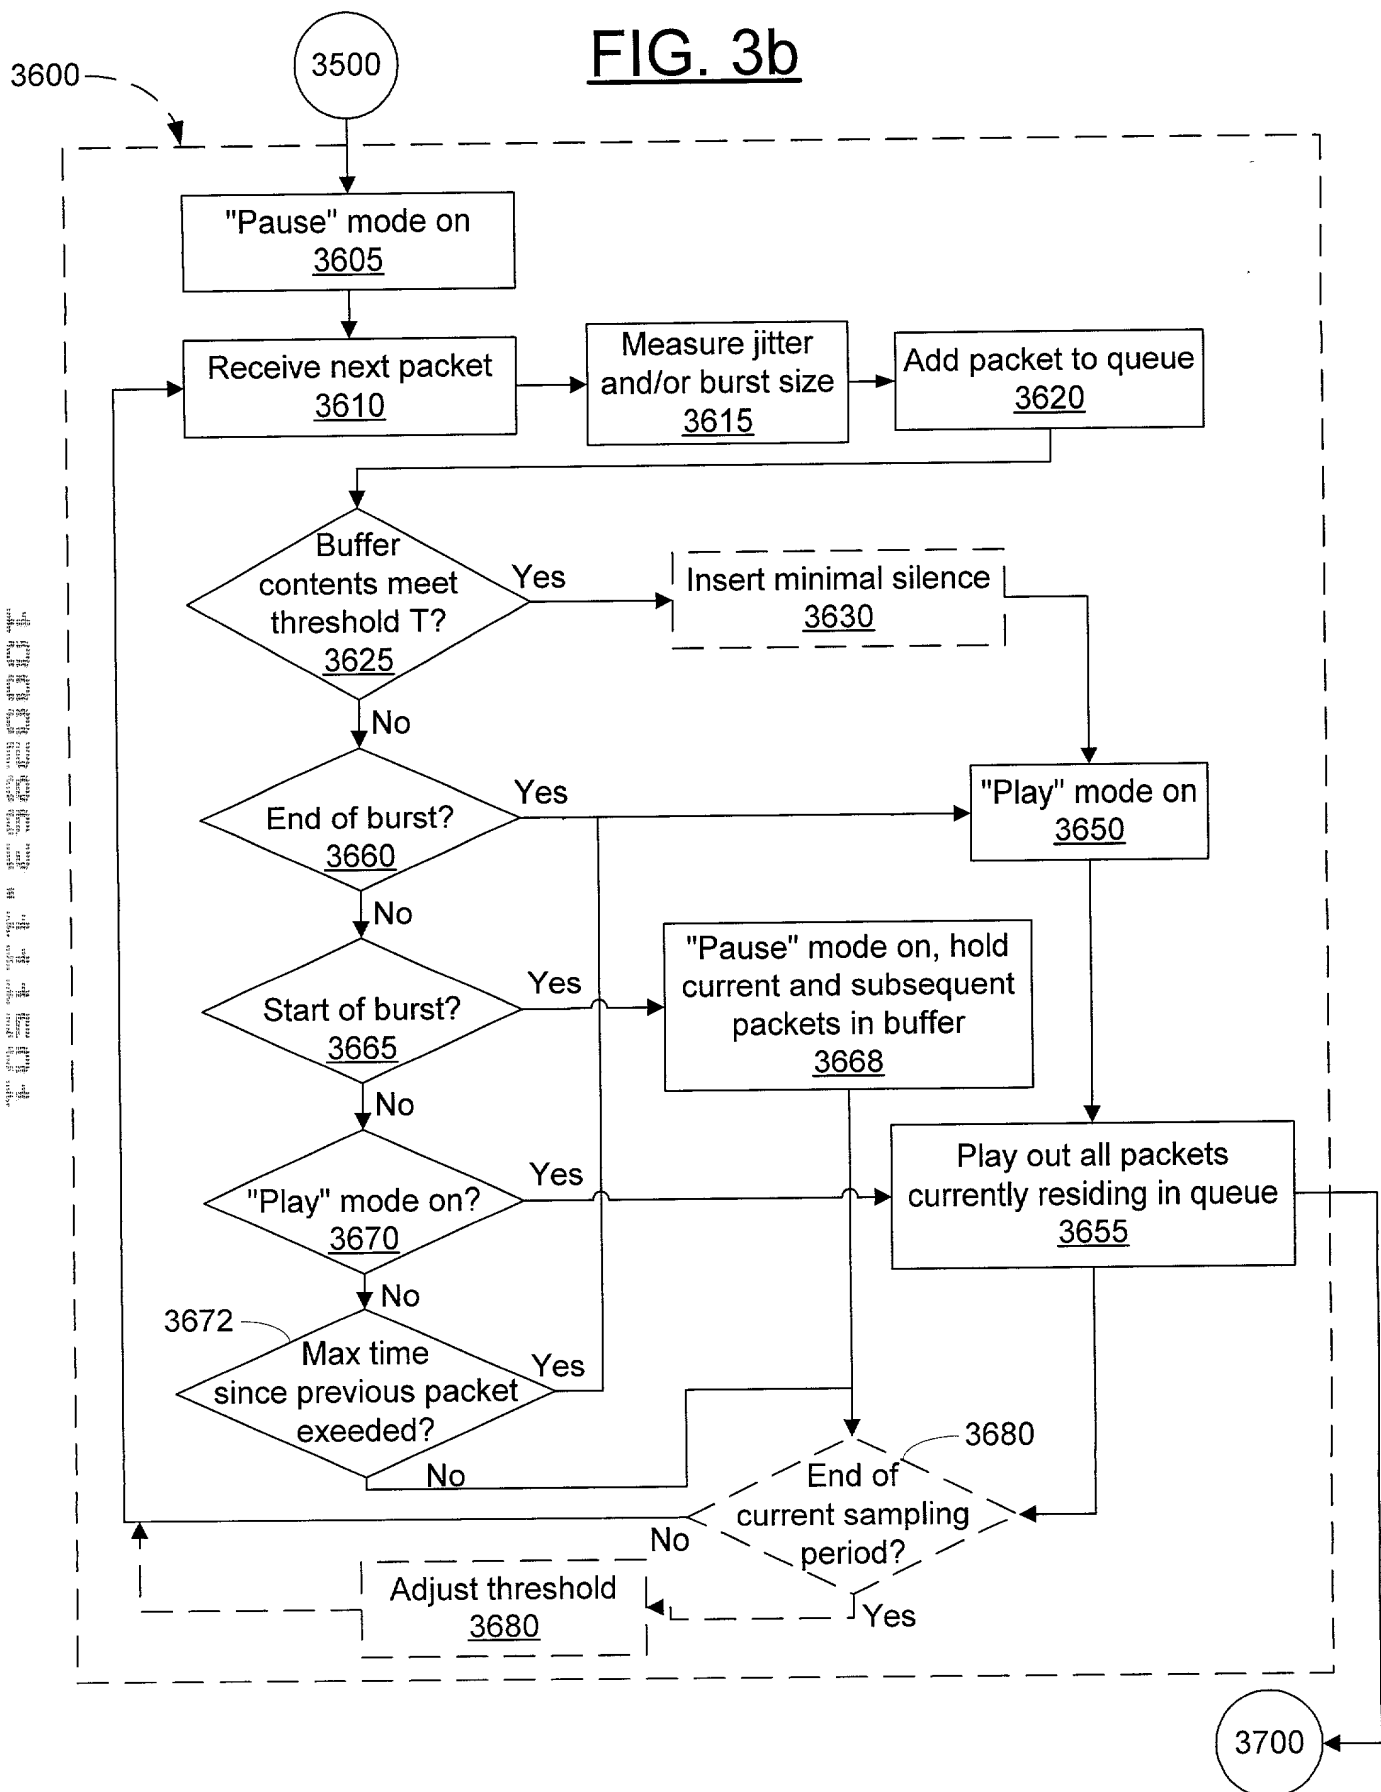 FIG. 3b
3500
3600
"Pause" mode on
3605
Receive next packet
3610
Measure jitter
and/or burst size
3615
Add packet to queue
3620
Buffer
contents meet
threshold T?
3625
Yes
Insert minimal silence
3630
No
End of burst?
3660
Yes
"Play" mode on
3650
No
Start of burst?
3665
Yes
"Pause" mode on, hold
current and subsequent
packets in buffer
3668
No
"Play" mode on?
3670
Yes
Play out all packets
currently residing in queue
3655
No
3672
Max time
since previous packet
exeeded?
Yes
No
3680
End of
current sampling
period?
No
Yes
Adjust threshold
3680
3700